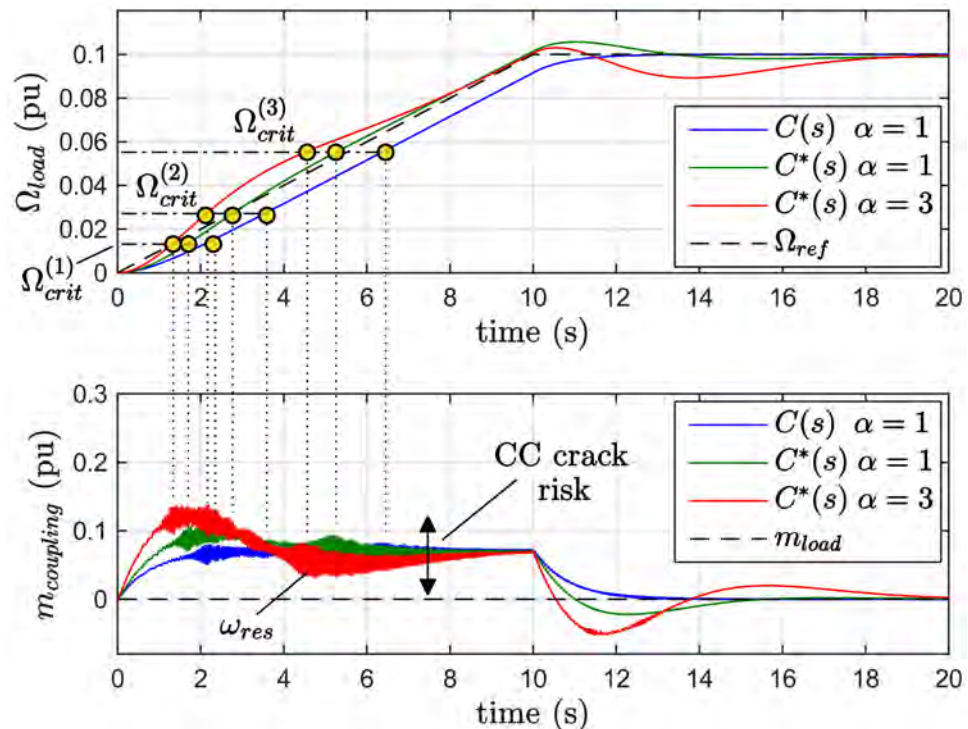 0.1
0.08
0.06
0.04
0.02
0
Ω_load (pu)
Ω_crit^(3)
Ω_crit^(2)
Ω_crit^(1)
C(s) α = 1
C*(s) α = 1
C*(s) α = 3
Ω_ref
0 2 4 6 8 10 12 14 16 18 20
time (s)
0.3
0.2
0.1
0
m_coupling (pu)
CC crack
risk
ω_res
C(s) α = 1
C*(s) α = 1
C*(s) α = 3
m_load
0 2 4 6 8 10 12 14 16 18 20
time (s)